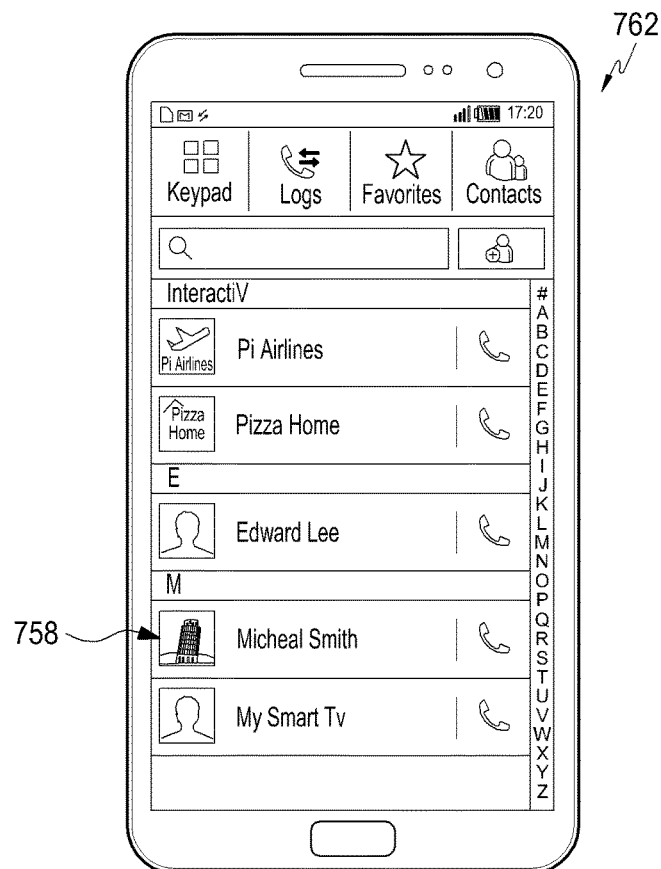 762
17:20
Keypad Logs Favorites Contacts
InteractiV
Pi Airlines
Pi Airlines
Pizza
Home
Pizza Home
E
Edward Lee
M
758
Micheal Smith
My Smart Tv
#
A
B
C
D
E
F
G
H
I
J
K
L
M
N
O
P
Q
R
S
T
U
V
W
X
Y
Z